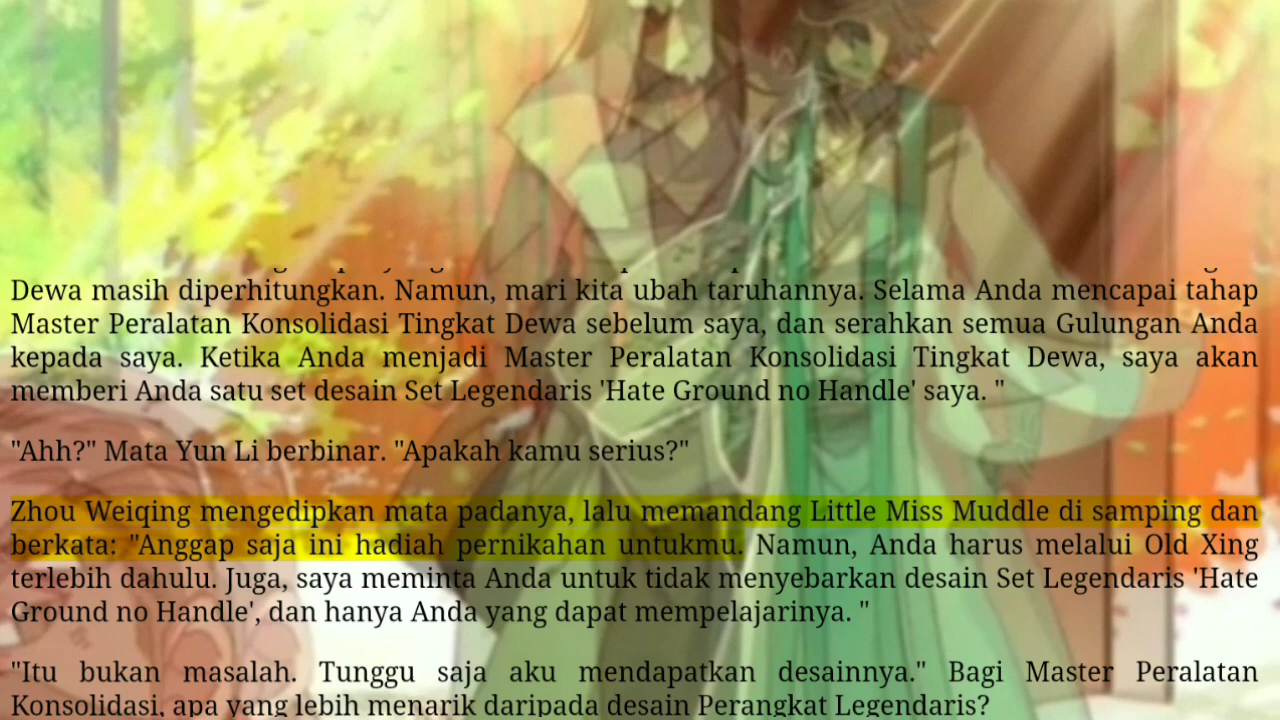 Dewa masih diperhitungkan. Namun, mari kita ubah taruhannya. Selama Anda mencapai tahap
Master Peralatan Konsolidasi Tingkat Dewa sebelum saya, dan serahkan semua Gulungan Anda
kepada saya. Ketika Anda menjadi Master Peralatan Konsolidasi Tingkat Dewa, saya akan
memberi Anda satu set desain Set Legendaris 'Hate Ground no Handle' saya. "
"Ahh?" Mata Yun Li berbinar. "Apakah kamu serius?"
Zhou Weiqing mengedipkan mata padanya, lalu memandang Little Miss Muddle di samping dan
berkata: "Anggap saja ini hadiah pernikahan untukmu. Namun, Anda harus melalui Old Xing
terlebih dahulu. Juga, saya meminta Anda untuk tidak menyebarkan desain Set Legendaris 'Hate
Ground no Handle', dan hanya Anda yang dapat mempelajarinya. "
"Itu bukan masalah. Tunggu saja aku mendapatkan desainnya." Bagi Master Peralatan
Konsolidasi, apa yang lebih menarik daripada desain Perangkat Legendaris?